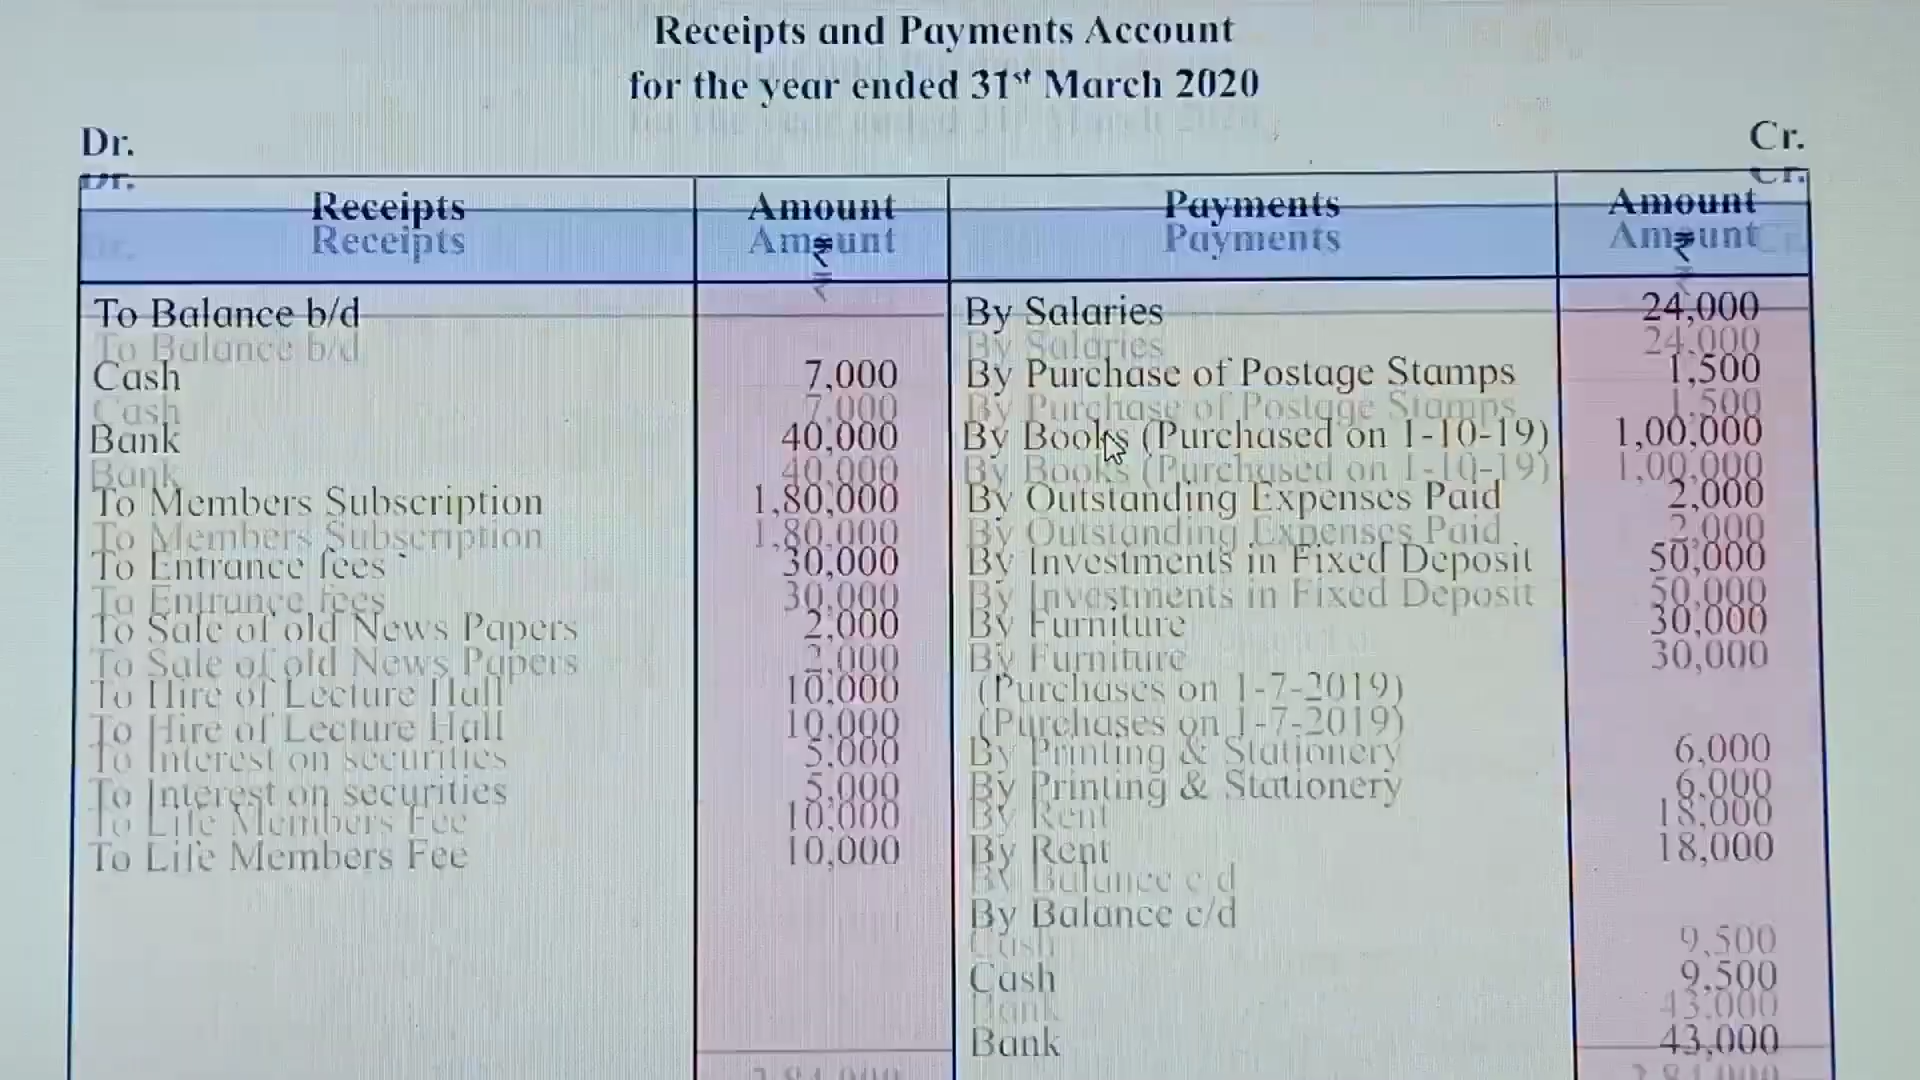 Receipts and Payments Account
for the year ended 31st March 2020
Dr. Cr.
Receipts Amount ₹ Payments Amount ₹
To Balance b/d By Salaries 24,000
Cash 7,000 By Purchase of Postage Stamps 1,500
Bank 40,000 By Books (Purchased on 1-10-19) 1,00,000
To Members Subscription 1,80,000 By Outstanding Expenses Paid 2,000
To Entrance fees 30,000 By Investments in Fixed Deposit 50,000
To Sale of old News Papers 2,000 By Furniture 30,000
To Hire of Lecture Hall 10,000 (Purchases on 1-7-2019)
To Interest on securities 5,000 By Printing & Stationery 6,000
To Life Members Fee 10,000 By Rent 18,000
By Balance c/d
Cash 9,500
Bank 43,000